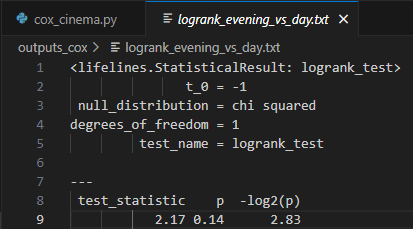 cox_cinema.py logrank_evening_vs_day.txt ×
outputs_cox > logrank_evening_vs_day.txt
1 <lifelines.StatisticalResult: logrank_test>
2 t_0 = -1
3 null_distribution = chi squared
4 degrees_of_freedom = 1
5 test_name = logrank_test
6
7 ---
8 test_statistic p -log2(p)
9 2.17 0.14 2.83